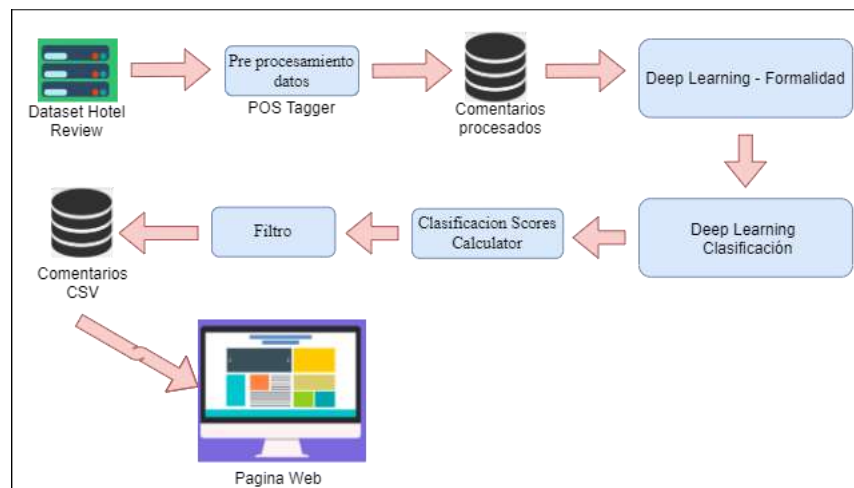 Dataset Hotel
Review
Pre procesamiento
datos
POS Tagger
Comentarios
procesados
Deep Learning - Formalidad
Deep Learning
Clasificación
Clasificacion Scores
Calculator
Filtro
Comentarios
CSV
Pagina Web